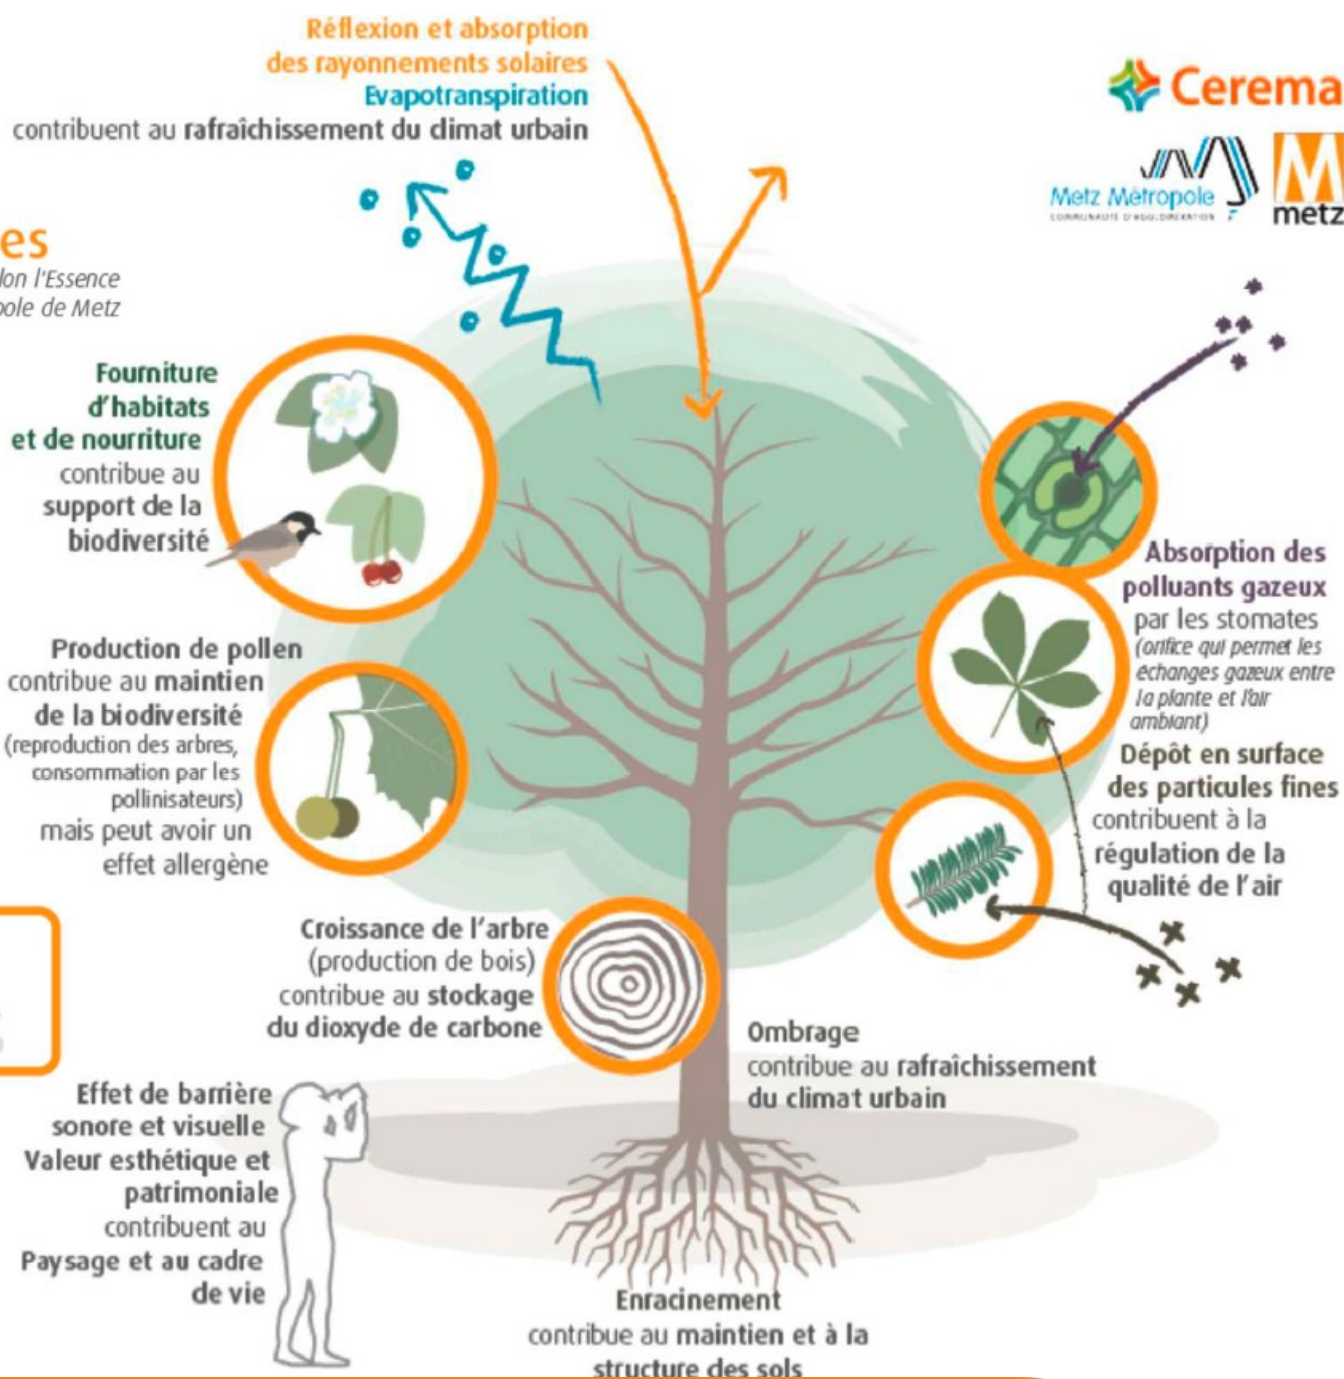 Réflexion et absorption
des rayonnements solaires
Evapotranspiration
contribuent au rafraîchissement du climat urbain
Cerema
Metz Métropole
COMMUNAUTÉ D'AGGLOMÉRATION
metz
es
lon l'Essence
pole de Metz
Fourniture
d'habitats
et de nourriture
contribue au
support de la
biodiversité
Absorption des
polluants gazeux
par les stomates
(orifice qui permet les
échanges gazeux entre
la plante et l'air
ambiant)
Production de pollen
contribue au maintien
de la biodiversité
(reproduction des arbres,
consommation par les
pollinisateurs)
mais peut avoir un
effet allergène
Dépôt en surface
des particules fines
contribuent à la
régulation de la
qualité de l'air
Croissance de l'arbre
(production de bois)
contribue au stockage
du dioxyde de carbone
Ombrage
contribue au rafraîchissement
du climat urbain
Effet de barrière
sonore et visuelle
Valeur esthétique et
patrimoniale
contribuent au
Paysage et au cadre
de vie
Enracinement
contribue au maintien et à la
structure des sols